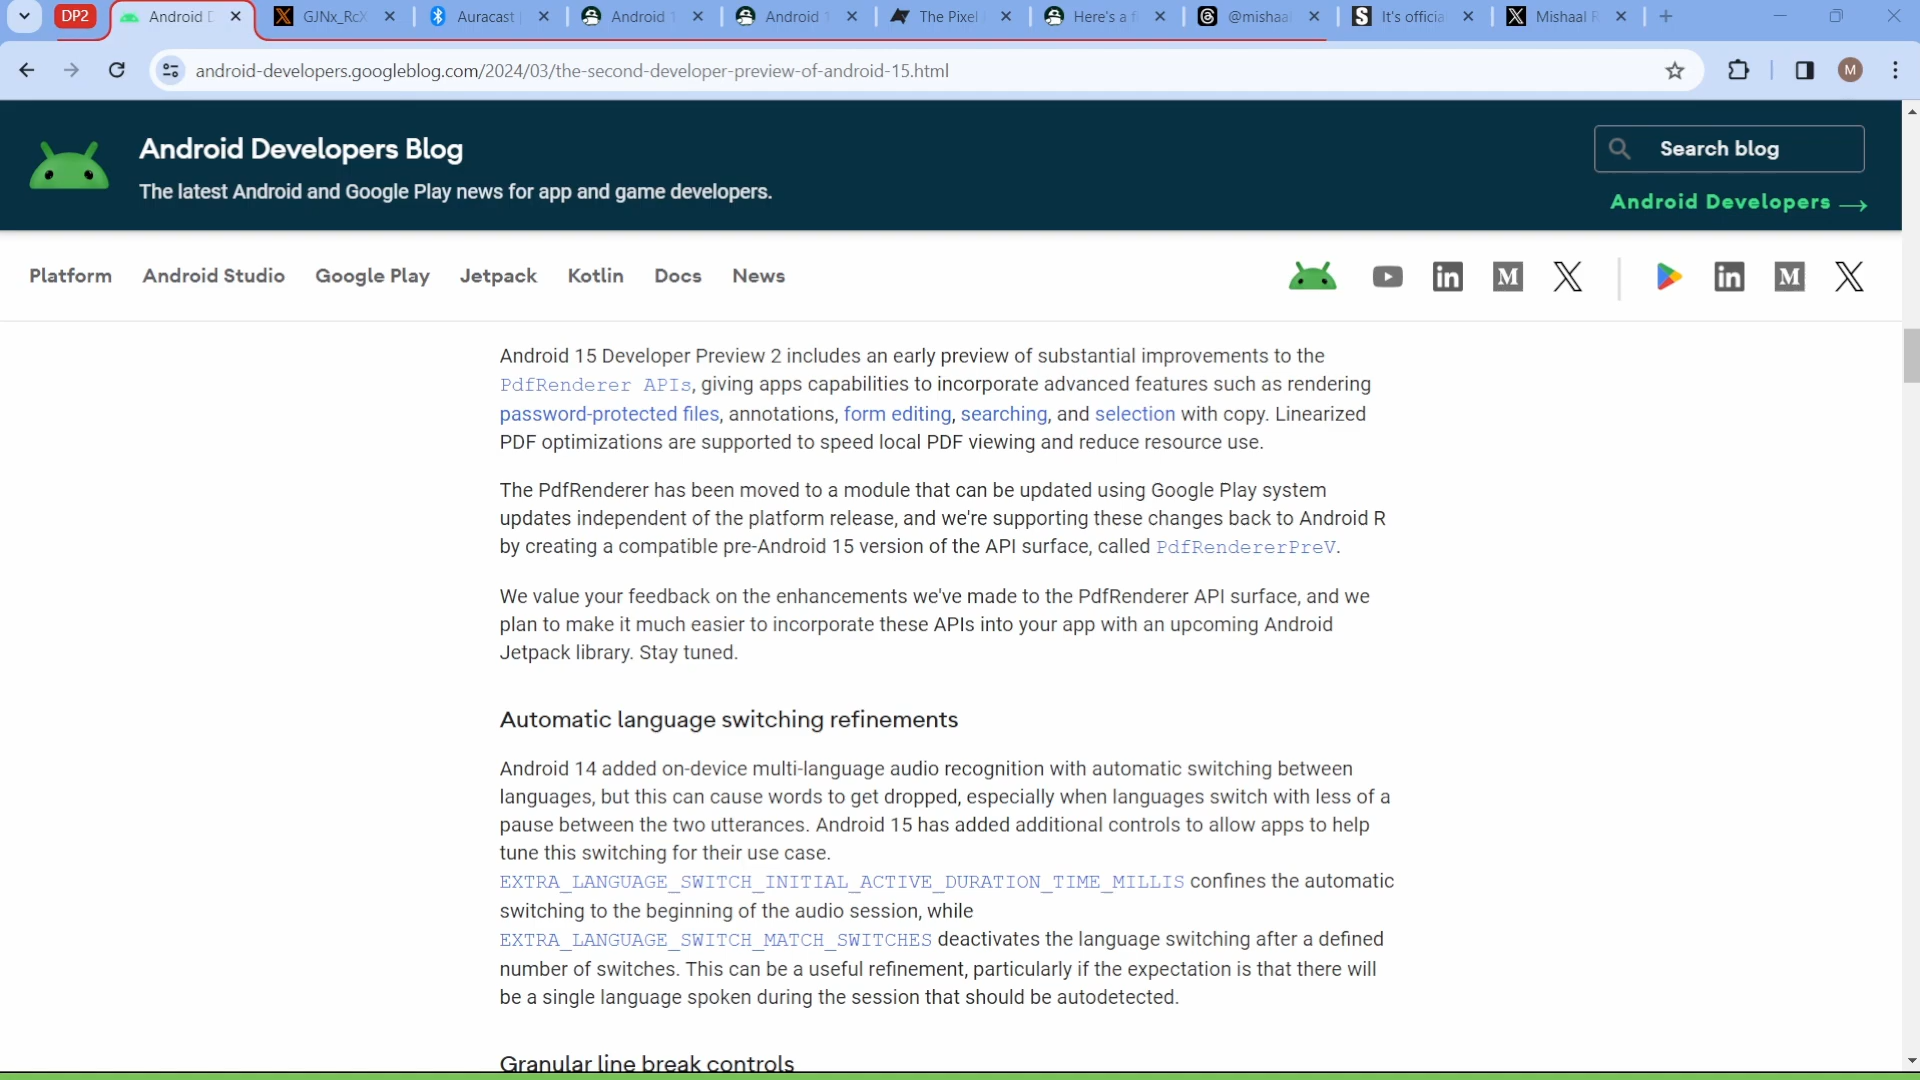 DP2
Android D
GJNx_RcX
Auracast
Android 1
Android 1
The Pixel
Here's a f
@mishaal
It's officia
Mishaal R
android-developers.googleblog.com/2024/03/the-second-developer-preview-of-android-15.html
M
Android Developers Blog
The latest Android and Google Play news for app and game developers.
Search blog
Android Developers →
Platform Android Studio Google Play Jetpack Kotlin Docs News
Android 15 Developer Preview 2 includes an early preview of substantial improvements to the
PdfRenderer APIs, giving apps capabilities to incorporate advanced features such as rendering
password-protected files, annotations, form editing, searching, and selection with copy. Linearized
PDF optimizations are supported to speed local PDF viewing and reduce resource use.
The PdfRenderer has been moved to a module that can be updated using Google Play system
updates independent of the platform release, and we're supporting these changes back to Android R
by creating a compatible pre-Android 15 version of the API surface, called PdfRendererPreV.
We value your feedback on the enhancements we've made to the PdfRenderer API surface, and we
plan to make it much easier to incorporate these APIs into your app with an upcoming Android
Jetpack library. Stay tuned.
Automatic language switching refinements
Android 14 added on-device multi-language audio recognition with automatic switching between
languages, but this can cause words to get dropped, especially when languages switch with less of a
pause between the two utterances. Android 15 has added additional controls to allow apps to help
tune this switching for their use case.
EXTRA_LANGUAGE_SWITCH_INITIAL_ACTIVE_DURATION_TIME_MILLIS confines the automatic
switching to the beginning of the audio session, while
EXTRA_LANGUAGE_SWITCH_MATCH_SWITCHES deactivates the language switching after a defined
number of switches. This can be a useful refinement, particularly if the expectation is that there will
be a single language spoken during the session that should be autodetected.
Granular line break controls